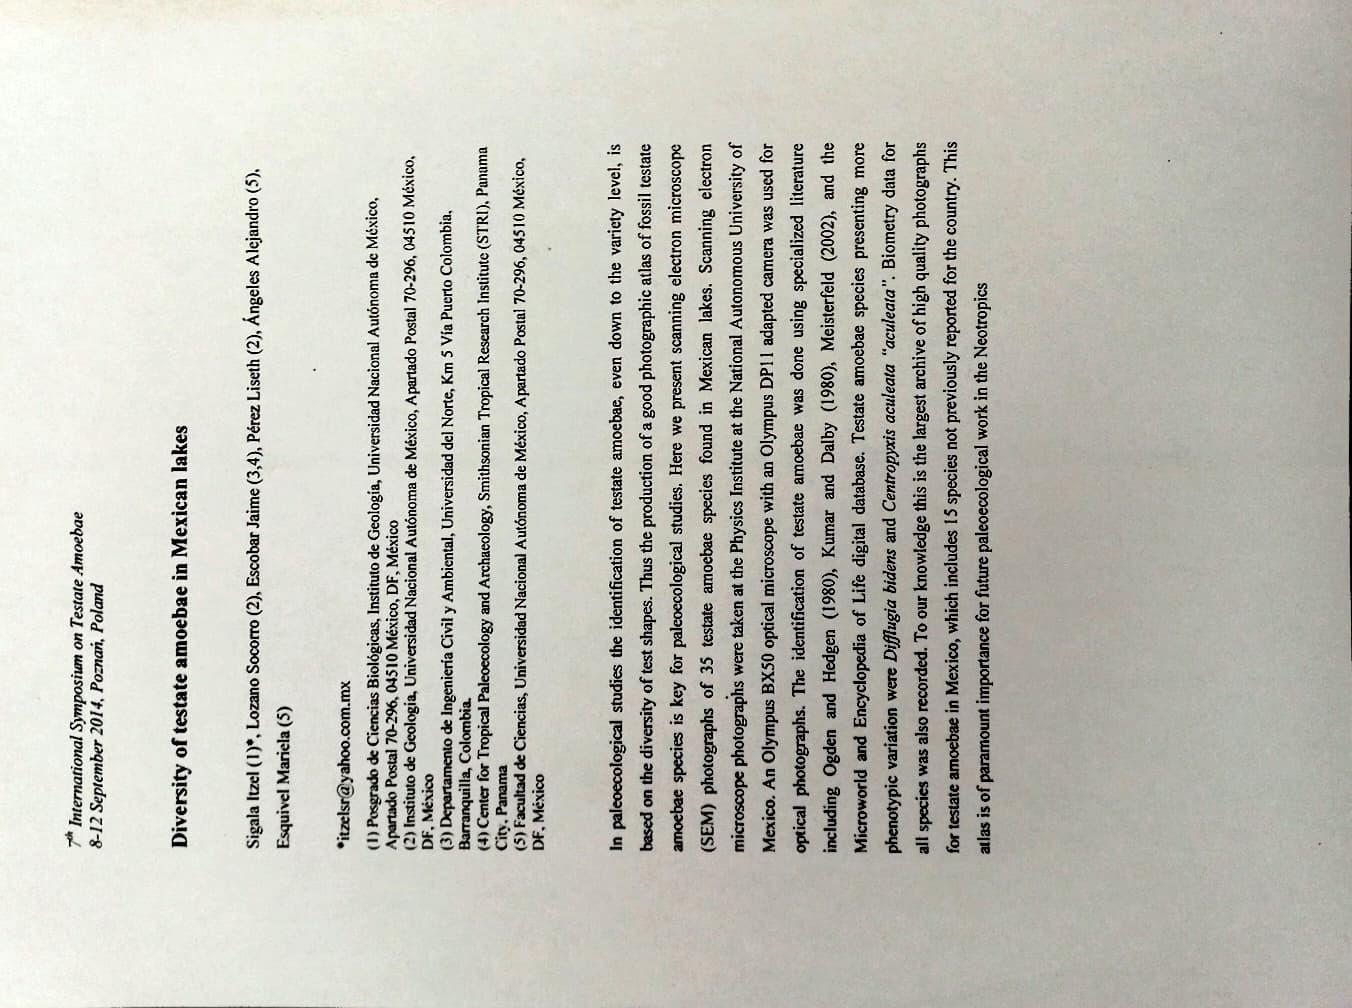 7th International Symposium on Testate Amoebae
8-12 September 2014, Poznań, Poland
Diversity of testate amoebae in Mexican lakes
Sigala Itzel (1)*, Lozano Socorro (2), Escobar Jaime (3,4), Pérez Liseth (2), Ángeles Alejandro (5),
Esquivel Mariela (5)
*itzelsr@yahoo.com.mx
(1) Posgrado de Ciencias Biológicas, Instituto de Geología, Universidad Nacional Autónoma de México,
Apartado Postal 70-296, 04510 México, DF, México
(2) Instituto de Geología, Universidad Nacional Autónoma de México, Apartado Postal 70-296, 04510 México,
DF, México
(3) Departamento de Ingeniería Civil y Ambiental, Universidad del Norte, Km 5 Vía Puerto Colombia,
Barranquilla, Colombia.
(4) Center for Tropical Paleoecology and Archaeology, Smithsonian Tropical Research Institute (STRI), Panama
City, Panama
(5) Facultad de Ciencias, Universidad Nacional Autónoma de México, Apartado Postal 70-296, 04510 México,
DF, México
In paleoecological studies the identification of testate amoebae, even down to the variety level, is
based on the diversity of test shapes. Thus the production of a good photographic atlas of fossil testate
amoebae species is key for paleoecological studies. Here we present scanning electron microscope
(SEM) photographs of 35 testate amoebae species found in Mexican lakes. Scanning electron
microscope photographs were taken at the Physics Institute at the National Autonomous University of
Mexico. An Olympus BX50 optical microscope with an Olympus DP11 adapted camera was used for
optical photographs. The identification of testate amoebae was done using specialized literature
including Ogden and Hedgen (1980), Kumar and Dalby (1980), Meisterfeld (2002), and the
Microworld and Encyclopedia of Life digital database. Testate amoebae species presenting more
phenotypic variation were Difflugia bidens and Centropyxis aculeata "aculeata". Biometry data for
all species was also recorded. To our knowledge this is the largest archive of high quality photographs
for testate amoebae in Mexico, which includes 15 species not previously reported for the country. This
atlas is of paramount importance for future paleoecological work in the Neotropics